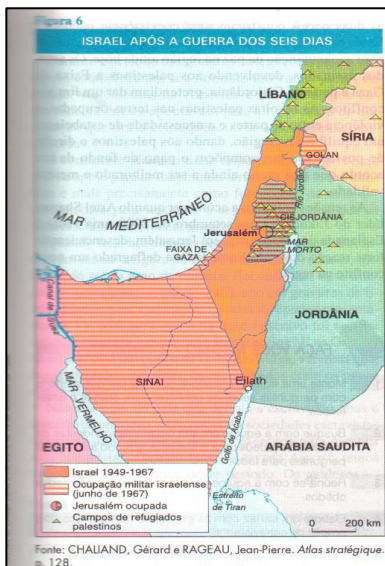 Figura 6
ISRAEL APÓS A GUERRA DOS SEIS DIAS
LÍBANO
SÍRIA
GOLAN
Rio Jordão
MAR MEDITERRÂNEO
CISJORDÂNIA
Jerusalém
MAR
MORTO
FAIXA DE
GAZA
Canal de Suez
JORDÂNIA
SINAI
Eilath
MAR VERMELHO
Golfo de Acaba
EGITO
ARÁBIA SAUDITA
Estreito
de Tiran
Israel 1949-1967
Ocupação militar israelense
(junho de 1967)
Jerusalém ocupada
Campos de refugiados
palestinos
0 200 km
Fonte: CHALIAND, Gérard e RAGEAU, Jean-Pierre. Atlas stratégique.
p. 128.